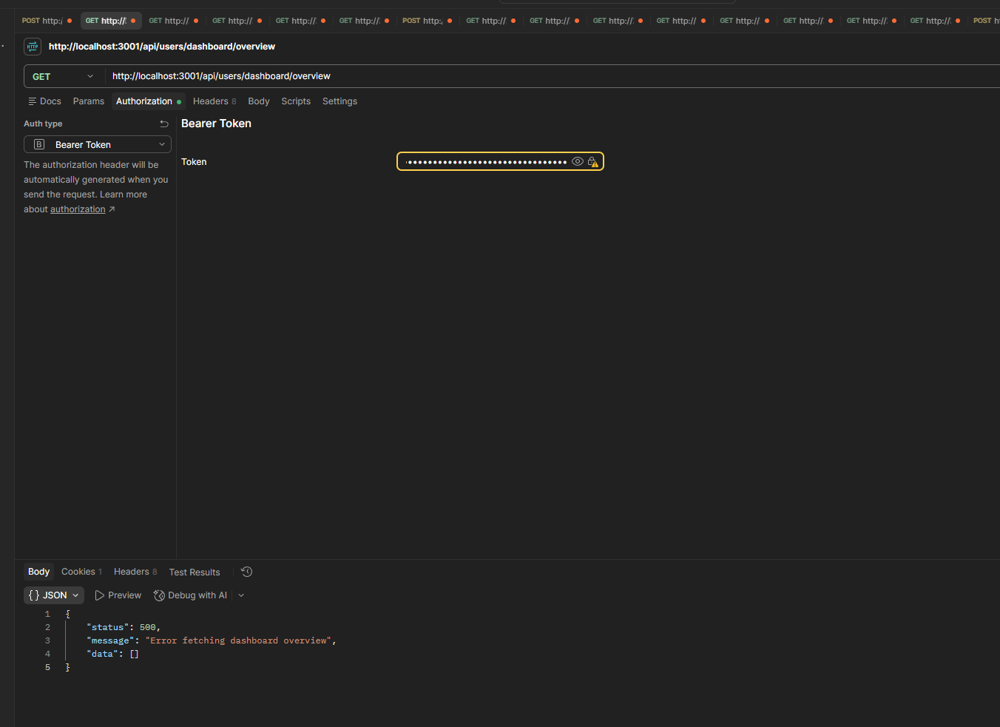 POST http:/ GET http:// GET http:// GET http:// GET http:// GET http:// POST http:, GET http:// GET http:// GET http:// GET http:// GET http:// GET http:// GET http:// GET http:// POST
HTTP http://localhost:3001/api/users/dashboard/overview
GET http://localhost:3001/api/users/dashboard/overview
Docs Params Authorization Headers 8 Body Scripts Settings
Auth type
Bearer Token
B Bearer Token
Token
The authorization header will be
automatically generated when you
send the request. Learn more
about authorization ↗
Body Cookies 1 Headers 8 Test Results
{} JSON Preview Debug with AI
1 {
2 "status": 500,
3 "message": "Error fetching dashboard overview",
4 "data": []
5 }